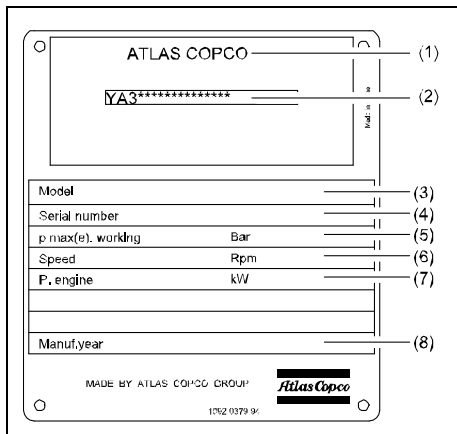 ATLAS COPCO (1)
YA3************** (2)
Model (3)
Serial number (4)
p max(e). working Bar (5)
Speed Rpm (6)
P. engine kW (7)
Manuf.year (8)
MADE BY ATLAS COPCO GROUP
Atlas Copco
1092 0379 94